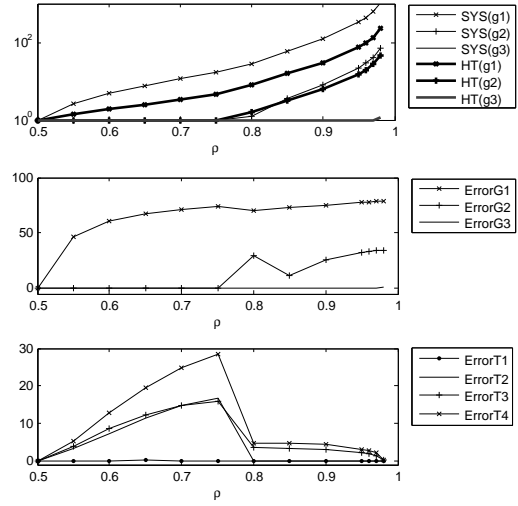 10²
10⁰
0.5 0.6 0.7 0.8 0.9 1
ρ
SYS(g1)
SYS(g2)
SYS(g3)
HT(g1)
HT(g2)
HT(g3)
100
50
0
0.5 0.6 0.7 0.8 0.9 1
ρ
ErrorG1
ErrorG2
ErrorG3
30
20
10
0
0.5 0.6 0.7 0.8 0.9 1
ρ
ErrorT1
ErrorT2
ErrorT3
ErrorT4